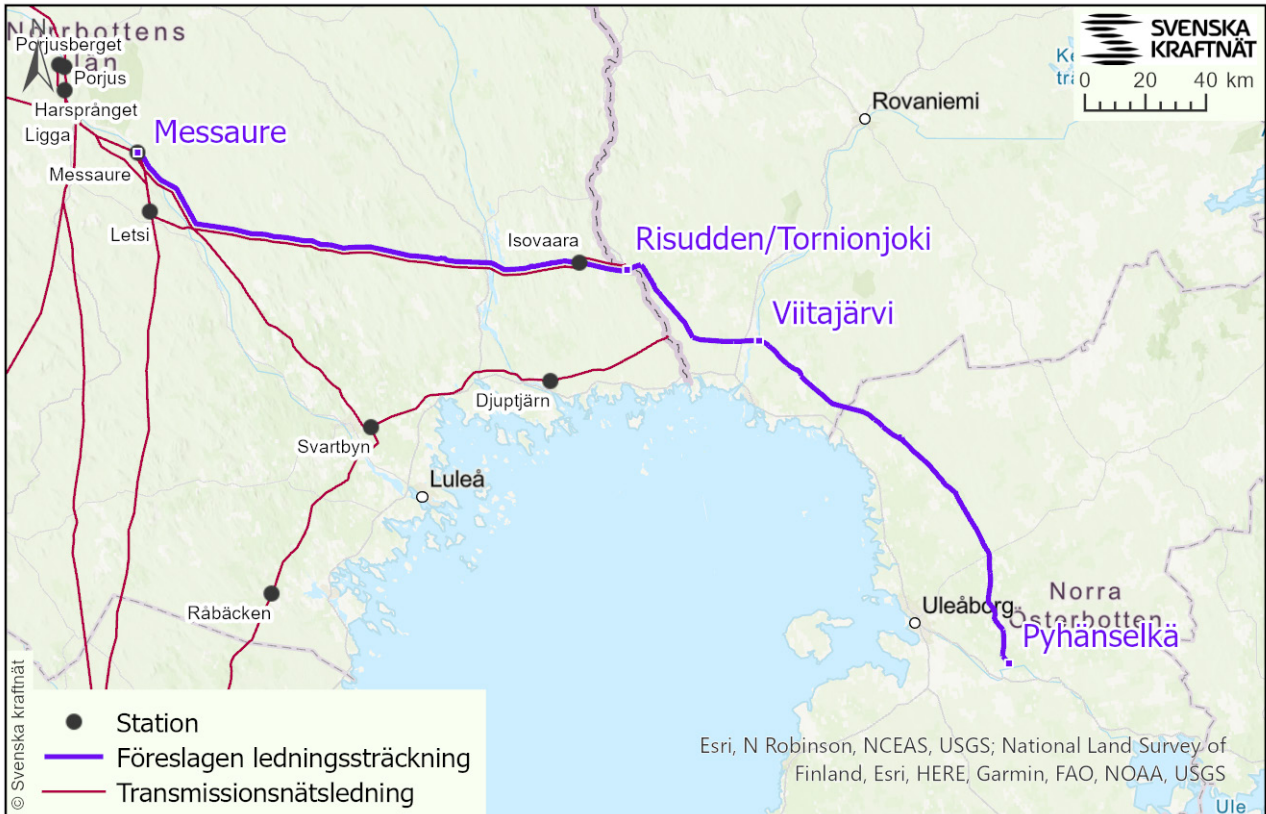 Norrbottens
län
N
Porjusberget
Porjus
Harsprånget
Ligga
Messaure
Messaure
Letsi
Isovaara
Risudden/Tornionjoki
Rovaniemi
SVENSKA
KRAFTNÄT
0 20 40 km
Viitajärvi
Djuptjärn
Svartbyn
Luleå
Råbäcken
Uleåborg
Norra
Österbotten
Pyhänselkä
Station
Föreslagen ledningssträckning
Transmissionsnätsledning
© Svenska kraftnät
Esri, N Robinson, NCEAS, USGS; National Land Survey of
Finland, Esri, HERE, Garmin, FAO, NOAA, USGS
Ule